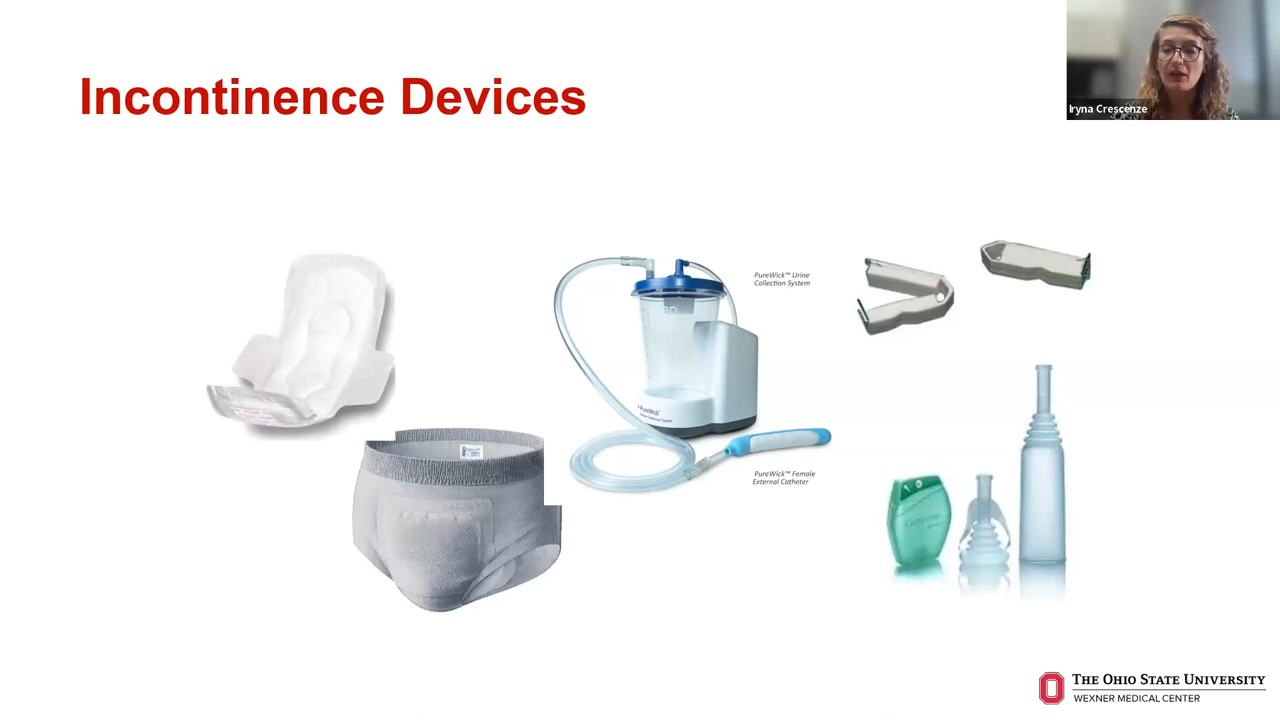 Incontinence Devices
Iryna Crescenze
PureWick™ Urine
Collection System
PureWick™
PureWick™ Female
External Catheter
THE OHIO STATE UNIVERSITY
WEXNER MEDICAL CENTER